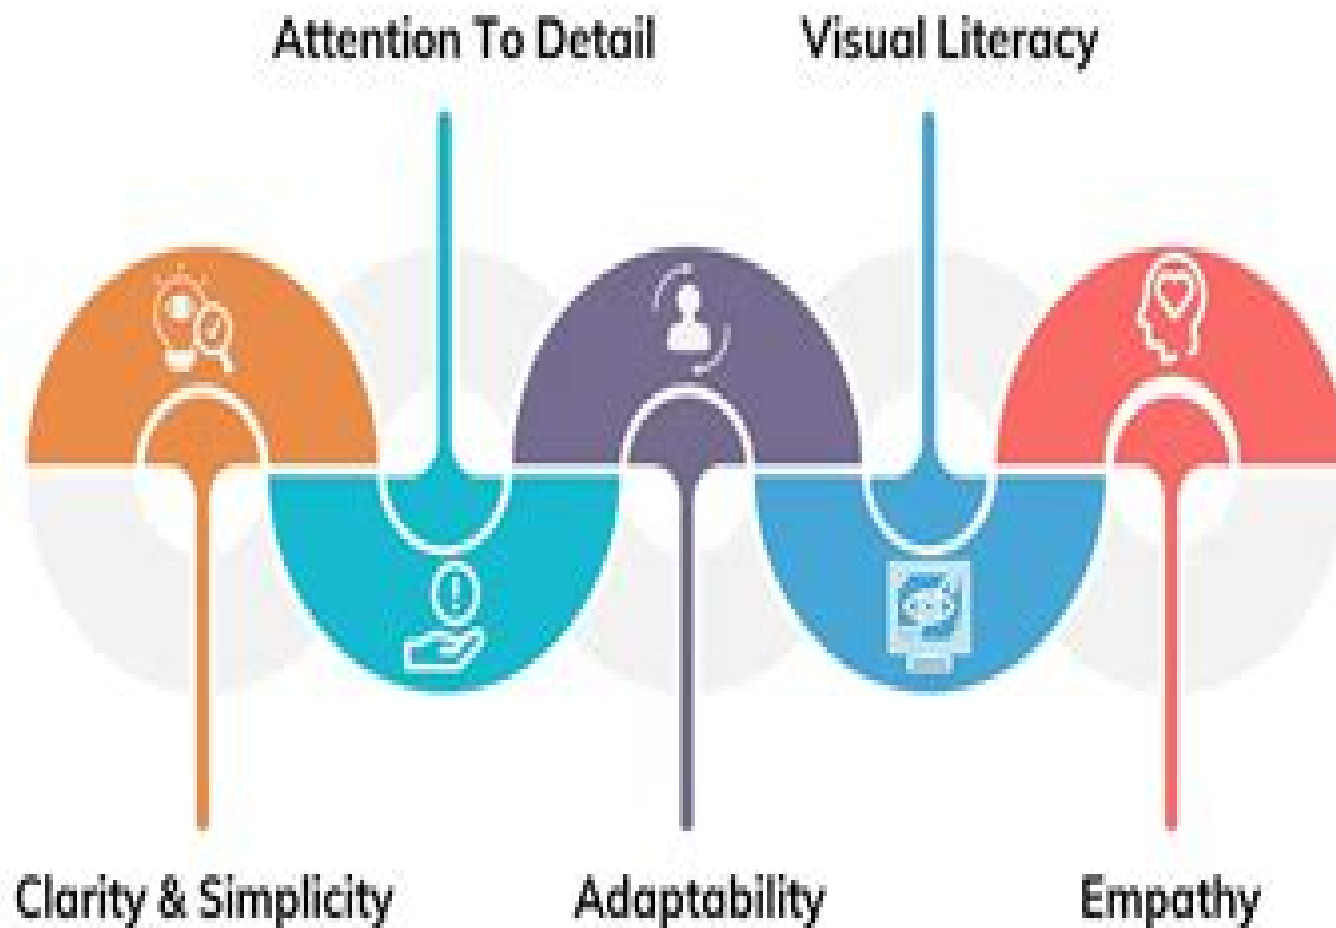 Attention To Detail
Visual Literacy
Clarity & Simplicity
Adaptability
Empathy